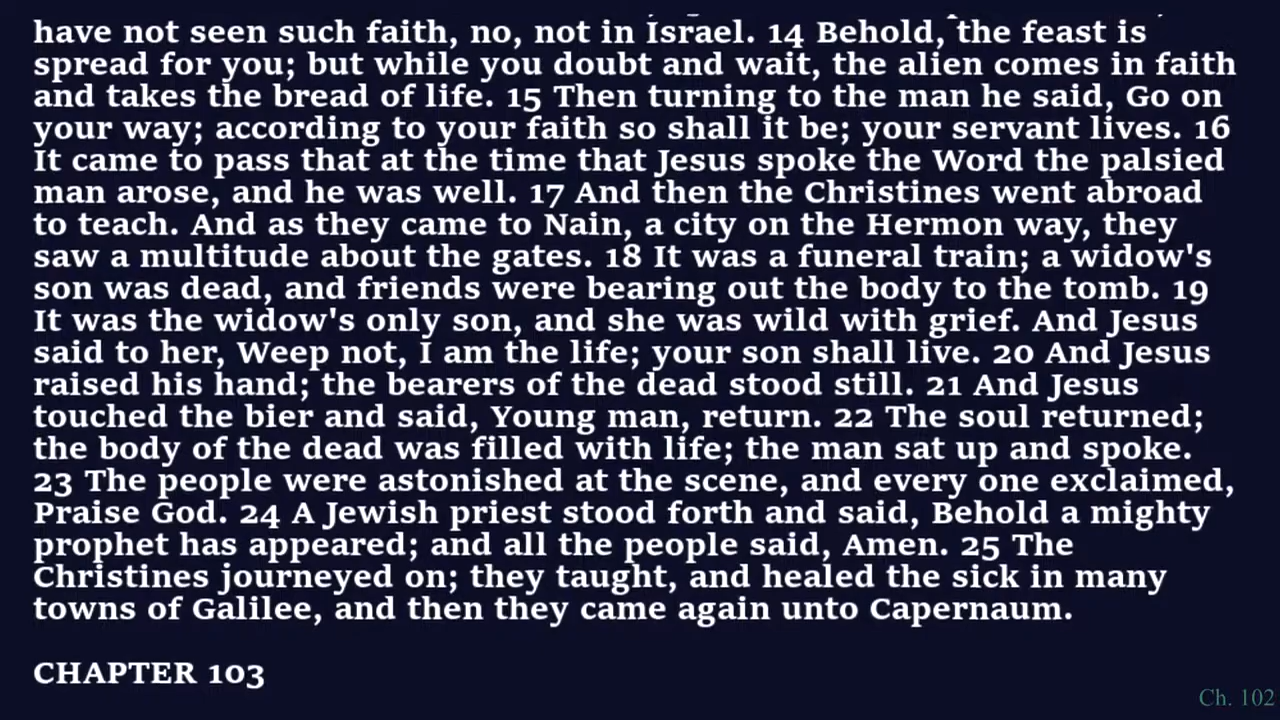 have not seen such faith, no, not in Israel. 14 Behold, the feast is
spread for you; but while you doubt and wait, the alien comes in faith
and takes the bread of life. 15 Then turning to the man he said, Go on
your way; according to your faith so shall it be; your servant lives. 16
It came to pass that at the time that Jesus spoke the Word the palsied
man arose, and he was well. 17 And then the Christines went abroad
to teach. And as they came to Nain, a city on the Hermon way, they
saw a multitude about the gates. 18 It was a funeral train; a widow's
son was dead, and friends were bearing out the body to the tomb. 19
It was the widow's only son, and she was wild with grief. And Jesus
said to her, Weep not, I am the life; your son shall live. 20 And Jesus
raised his hand; the bearers of the dead stood still. 21 And Jesus
touched the bier and said, Young man, return. 22 The soul returned;
the body of the dead was filled with life; the man sat up and spoke.
23 The people were astonished at the scene, and every one exclaimed,
Praise God. 24 A Jewish priest stood forth and said, Behold a mighty
prophet has appeared; and all the people said, Amen. 25 The
Christines journeyed on; they taught, and healed the sick in many
towns of Galilee, and then they came again unto Capernaum.
CHAPTER 103
Ch. 102